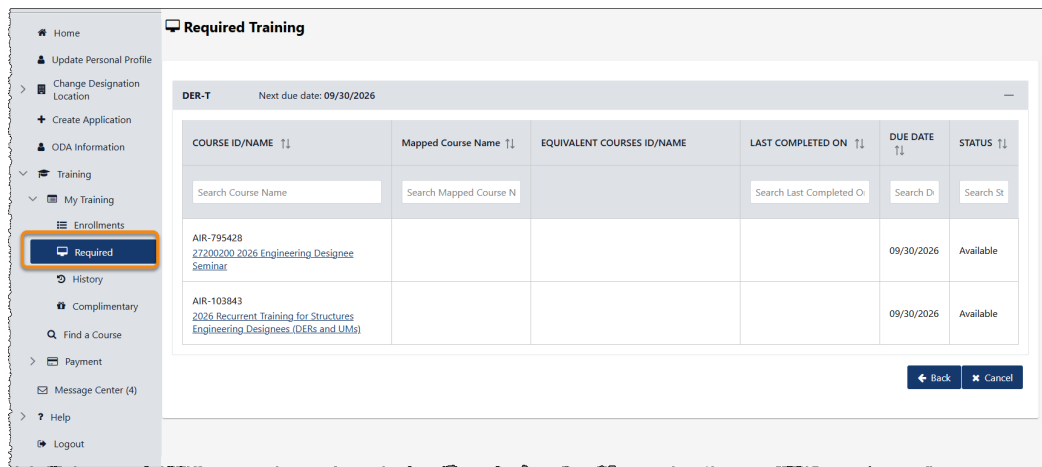 Home
Update Personal Profile
Change Designation
Location
Create Application
ODA Information
Training
My Training
Enrollments
Required
History
Complimentary
Find a Course
Payment
Message Center (4)
? Help
Logout
Required Training
DER-T Next due date: 09/30/2026
COURSE ID/NAME Mapped Course Name EQUIVALENT COURSES ID/NAME LAST COMPLETED ON DUE DATE STATUS
Search Course Name Search Mapped Course N Search Last Completed O Search D Search St
AIR-795428
27200200 2026 Engineering Designee
Seminar
09/30/2026 Available
AIR-103843
2026 Recurrent Training for Structures
Engineering Designees (DERs and UMs)
09/30/2026 Available
Back Cancel